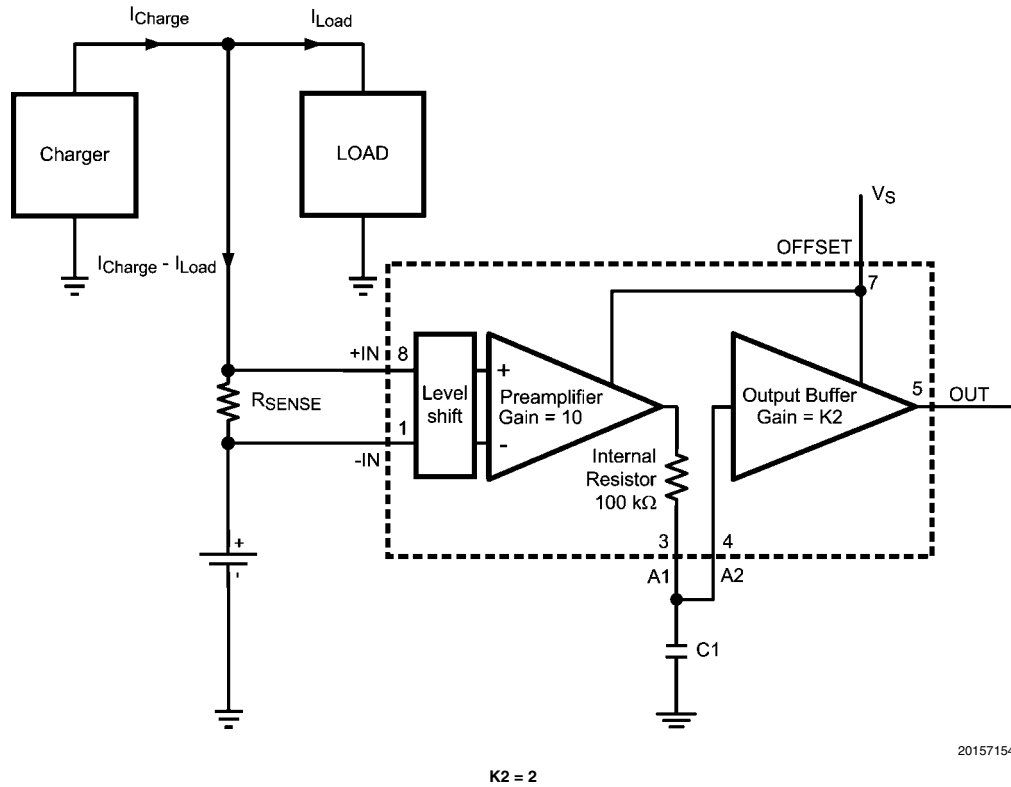 ICharge
ILoad
Charger
LOAD
VS
OFFSET
7
ICharge - ILoad
+IN
8
+
Level
shift
Preamplifier
Gain = 10
Output Buffer
Gain = K2
5
OUT
RSENSE
1
-IN
-
Internal
Resistor
100 kΩ
3
4
A1
A2
+
-
C1
20157154
K2 = 2